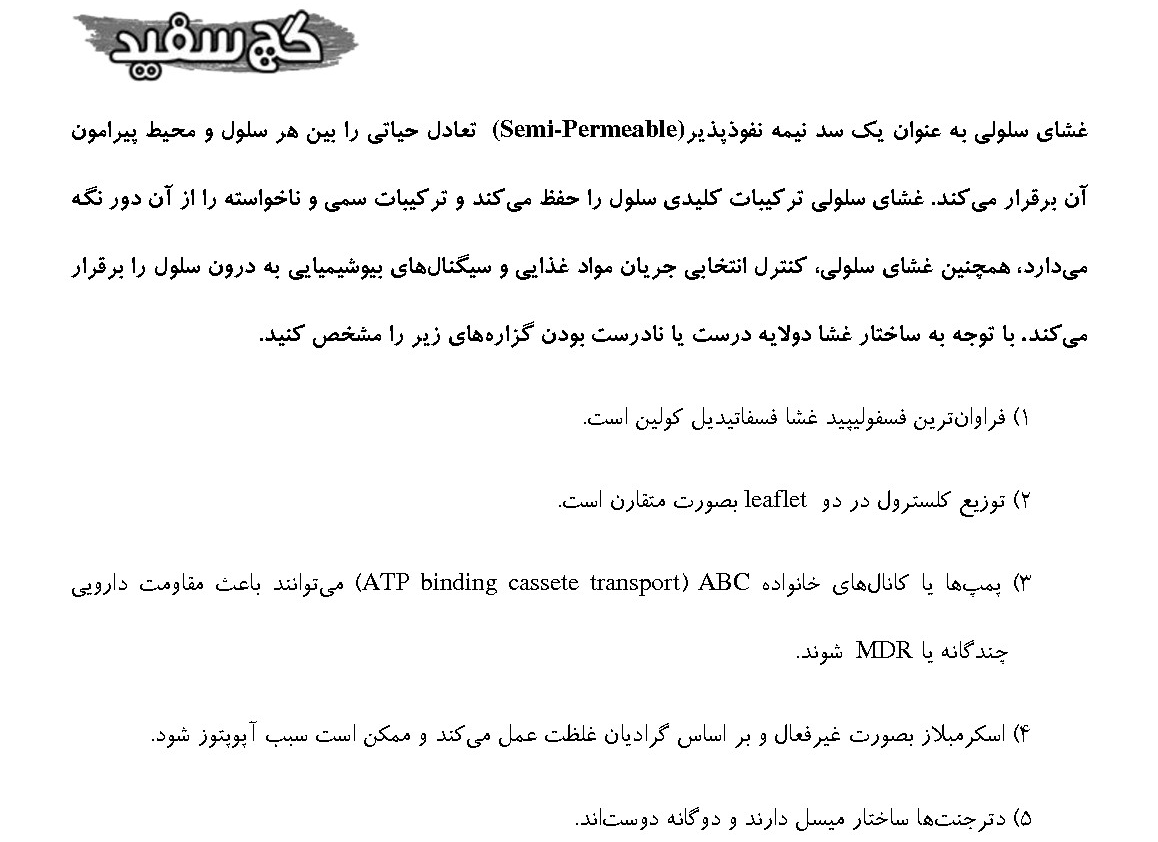 گچ سفید
غشای سلولی به عنوان یک سد نیمه نفوذپذیر(Semi-Permeable) تعادل حیاتی را بین هر سلول و محیط پیرامون
آن برقرار می‌کند. غشای سلولی ترکیبات کلیدی سلول را حفظ می‌کند و ترکیبات سمی و ناخواسته را از آن دور نگه
می‌دارد، همچنین غشای سلولی، کنترل انتخابی جریان مواد غذایی و سیگنال‌های بیوشیمیایی به درون سلول را برقرار
می‌کند. با توجه به ساختار غشا دولایه درست یا نادرست بودن گزاره‌های زیر را مشخص کنید.
۱) فراوان‌ترین فسفولیپید غشا فسفاتیدیل کولین است.
۲) توزیع کلسترول در دو leaflet بصورت متقارن است.
۳) پمپ‌ها یا کانال‌های خانواده ABC (ATP binding cassete transport) می‌توانند باعث مقاومت دارویی
چندگانه یا MDR شوند.
۴) اسکرمبلاز بصورت غیرفعال و بر اساس گرادیان غلظت عمل می‌کند و ممکن است سبب آپوپتوز شود.
۵) دترجنت‌ها ساختار میسل دارند و دوگانه دوست‌اند.